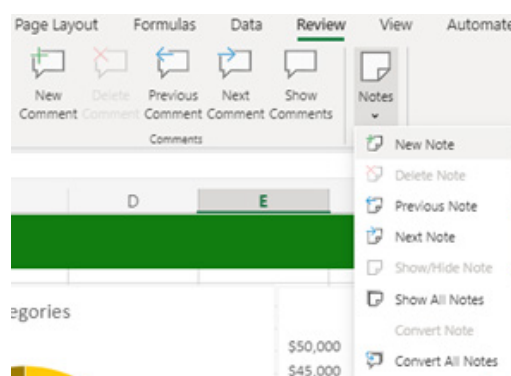 Page Layout Formulas Data Review View Automate
New Delete Previous Next Show Notes
Comment Comment Comment Comment Comments
Comments
New Note
Delete Note
Previous Note
Next Note
Show/Hide Note
Show All Notes
Convert Note
Convert All Notes
D E
egories
$50,000
$45,000